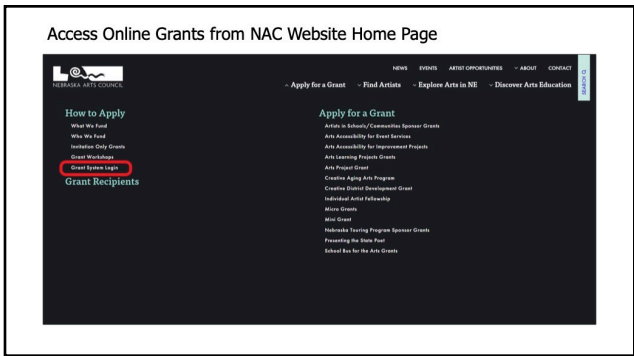 Access Online Grants from NAC Website Home Page
NEWS EVENTS ARTIST OPPORTUNITIES ABOUT CONTACT
SEARCH
NEBRASKA ARTS COUNCIL
Apply for a Grant Find Artists Explore Arts in NE Discover Arts Education
How to Apply
What We Fund
Who We Fund
Invitation Only Grants
Grant Workshops
Grant System Login
Grant Recipients
Apply for a Grant
Artists in Schools/Communities Sponsor Grants
Arts Accessibility for Event Services
Arts Accessibility for Improvement Projects
Arts Learning Projects Grants
Arts Project Grant
Creative Aging Arts Program
Creative District Development Grant
Individual Artist Fellowship
Micro Grants
Mini Grant
Nebraska Touring Program Sponsor Grants
Presenting the State Poet
School Bus for the Arts Grants